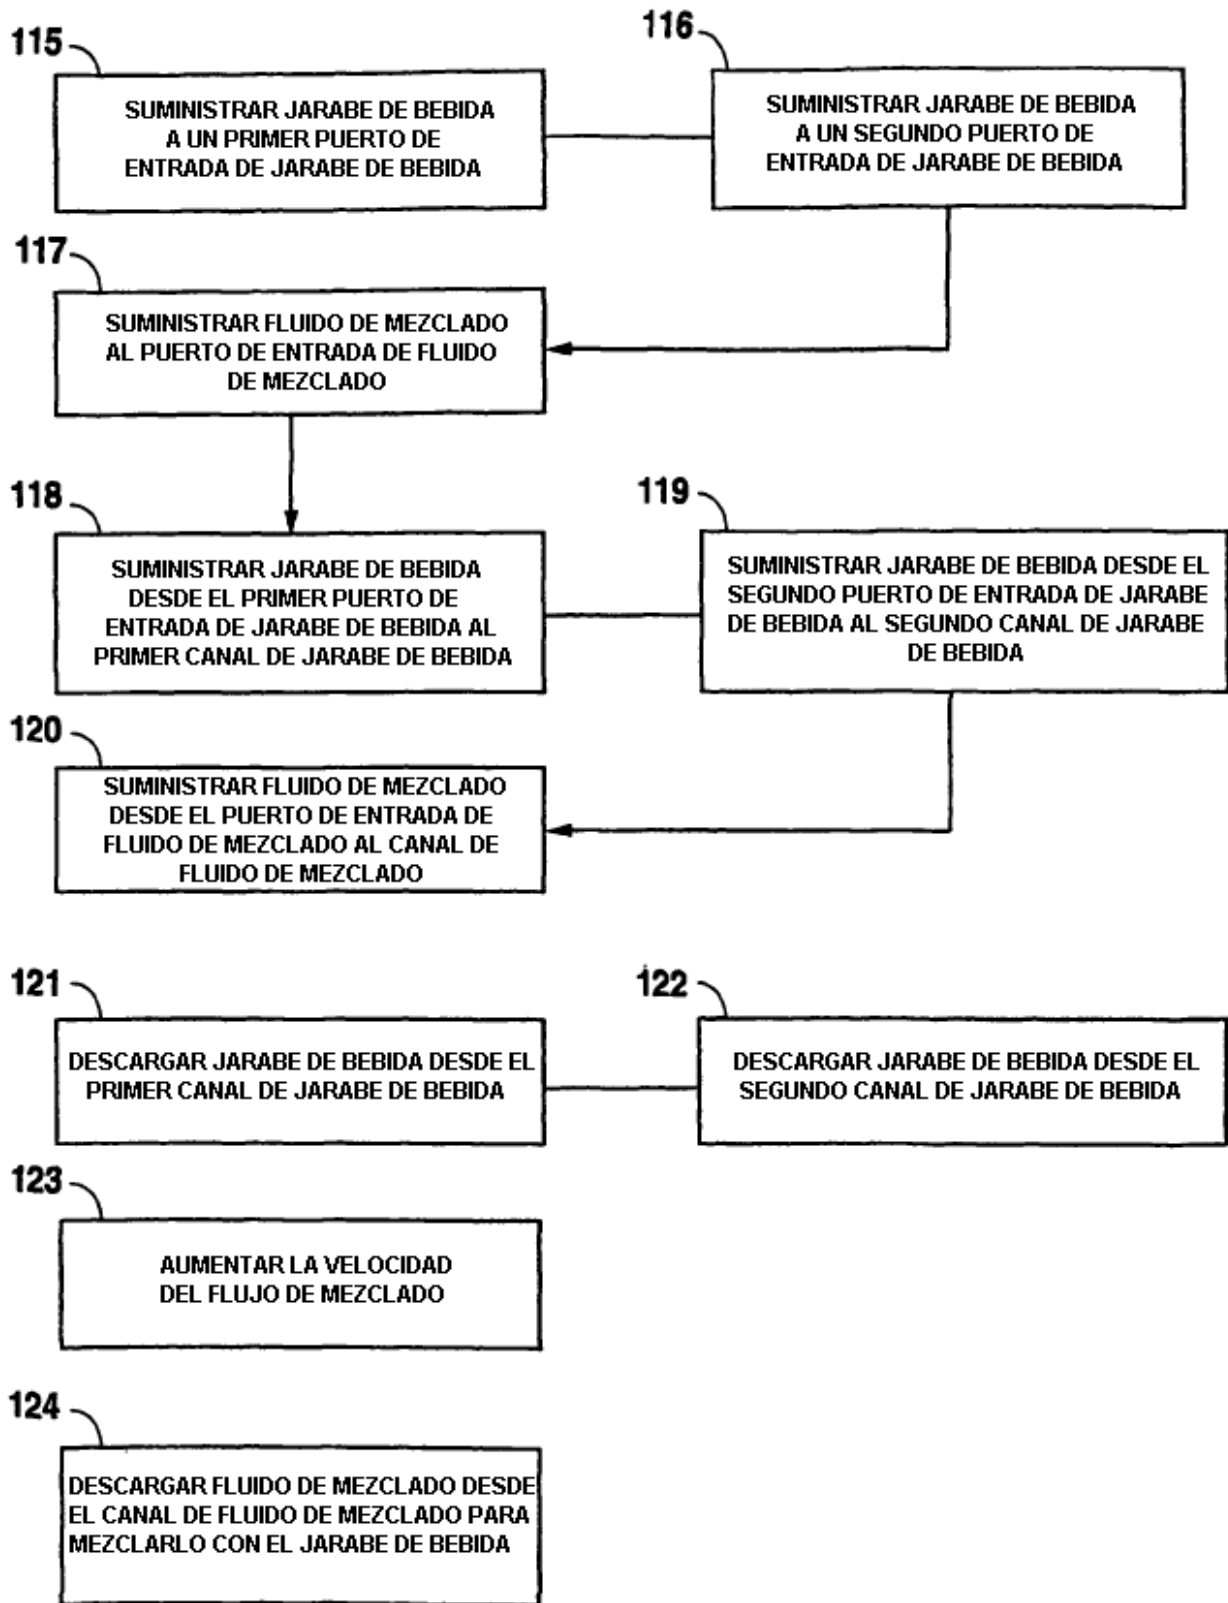 115
SUMINISTRAR JARABE DE BEBIDA
A UN PRIMER PUERTO DE
ENTRADA DE JARABE DE BEBIDA
116
SUMINISTRAR JARABE DE BEBIDA
A UN SEGUNDO PUERTO DE
ENTRADA DE JARABE DE BEBIDA
117
SUMINISTRAR FLUIDO DE MEZCLADO
AL PUERTO DE ENTRADA DE FLUIDO
DE MEZCLADO
118
SUMINISTRAR JARABE DE BEBIDA
DESDE EL PRIMER PUERTO DE
ENTRADA DE JARABE DE BEBIDA AL
PRIMER CANAL DE JARABE DE BEBIDA
119
SUMINISTRAR JARABE DE BEBIDA DESDE EL
SEGUNDO PUERTO DE ENTRADA DE JARABE
DE BEBIDA AL SEGUNDO CANAL DE JARABE
DE BEBIDA
120
SUMINISTRAR FLUIDO DE MEZCLADO
DESDE EL PUERTO DE ENTRADA DE
FLUIDO DE MEZCLADO AL CANAL DE
FLUIDO DE MEZCLADO
121
DESCARGAR JARABE DE BEBIDA DESDE EL
PRIMER CANAL DE JARABE DE BEBIDA
122
DESCARGAR JARABE DE BEBIDA DESDE EL
SEGUNDO CANAL DE JARABE DE BEBIDA
123
AUMENTAR LA VELOCIDAD
DEL FLUJO DE MEZCLADO
124
DESCARGAR FLUIDO DE MEZCLADO DESDE
EL CANAL DE FLUIDO DE MEZCLADO PARA
MEZCLARLO CON EL JARABE DE BEBIDA